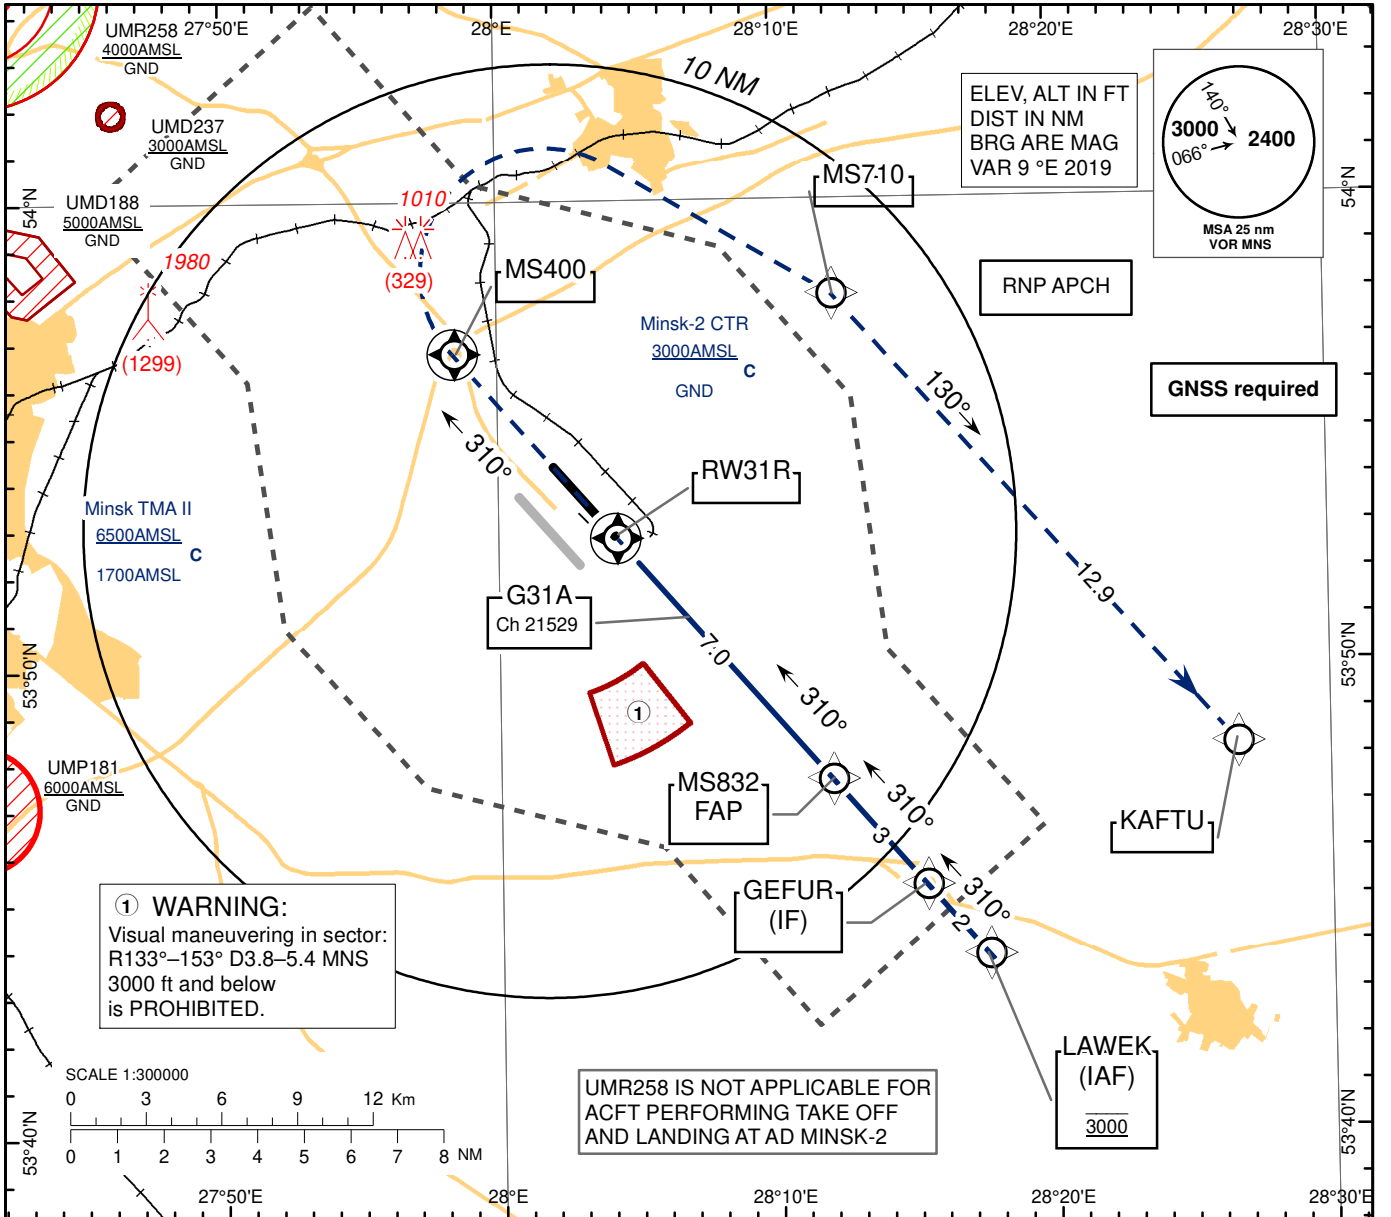 27°50'E
28°E
28°10'E
28°20'E
28°30'E
UMR258
4000AMSL
GND
UMD237
3000AMSL
GND
UMD188
5000AMSL
GND
54°N
1980
(1299)
1010
(329)
10 NM
ELEV, ALT IN FT
DIST IN NM
BRG ARE MAG
VAR 9 °E 2019
140°
3000
066°
2400
MSA 25 nm
VOR MNS
54°N
MS710
MS400
Minsk-2 CTR
3000AMSL
C
GND
RNP APCH
GNSS required
130°
310°
RW31R
Minsk TMA II
6500AMSL
C
1700AMSL
12.9
G31A
Ch 21529
7.0
53°50'N
53°50'N
1
310°
UMP181
6000AMSL
GND
MS832
FAP
310°
3
KAFTU
GEFUR
(IF)
310°
2
1 WARNING:
Visual maneuvering in sector:
R133°–153° D3.8–5.4 MNS
3000 ft and below
is PROHIBITED.
LAWEK
(IAF)
3000
SCALE 1:300000
0 3 6 9 12 Km
0 1 2 3 4 5 6 7 8 NM
UMR258 IS NOT APPLICABLE FOR
ACFT PERFORMING TAKE OFF
AND LANDING AT AD MINSK-2
53°40'N
53°40'N
27°50'E
28°E
28°10'E
28°20'E
28°30'E